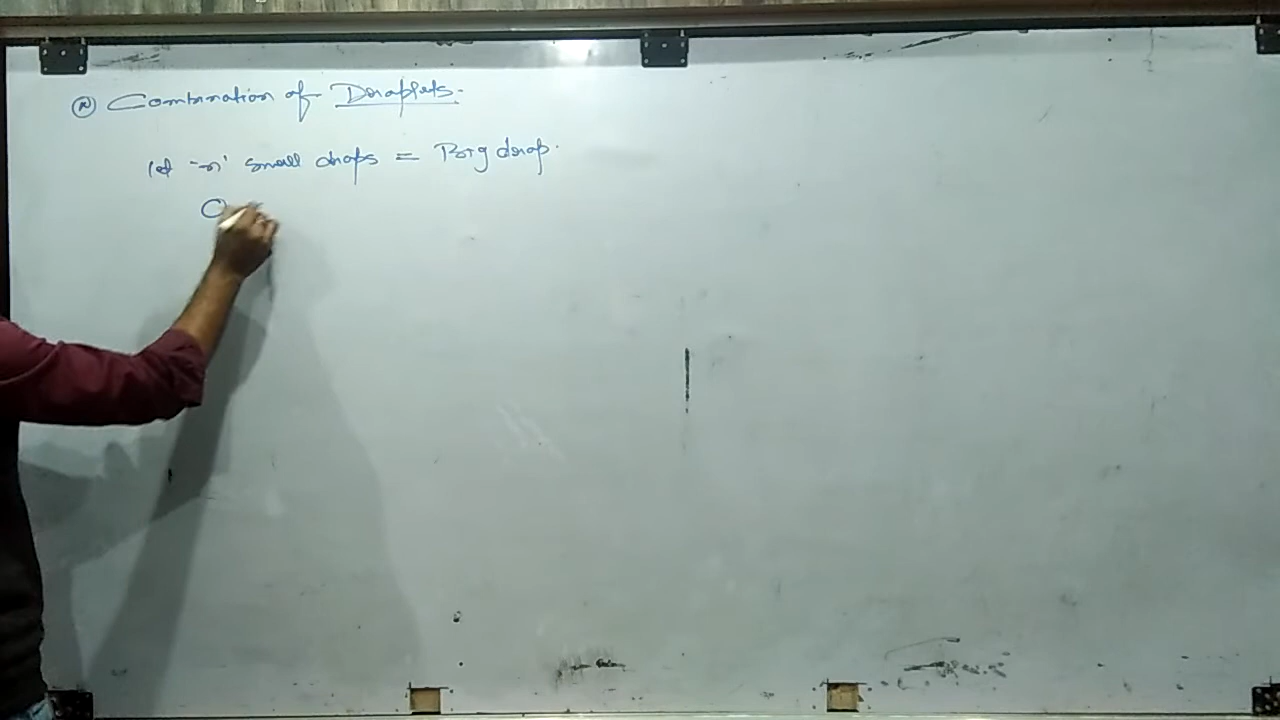 Ⓝ Combination of Droplets.
let 'n' small drops = Big drop.